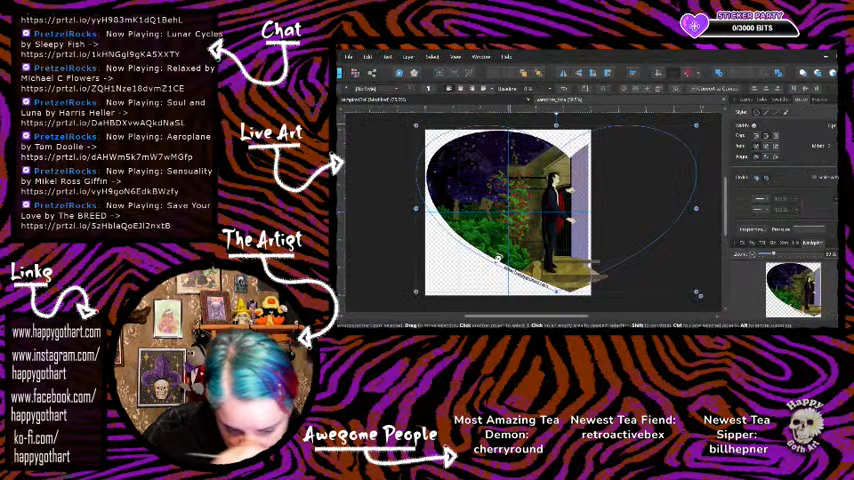 https://prtzl.io/yyH983mK1dQ1BehL
PretzelRocks: Now Playing: Lunar Cycles
by Sleepy Fish ->
https://prtzl.io/1kHNGgl9gKA5XXTY
PretzelRocks: Now Playing: Relaxed by
Michael C Flowers ->
https://prtzl.io/ZQH1Nze18dvmZ1CE
PretzelRocks: Now Playing: Soul and
Luna by Harris Heller ->
https://prtzl.io/DaHBDXvwAQkdNaSL
PretzelRocks: Now Playing: Aeroplane
by Tom Doolie ->
https://prtzl.io/dAHWm5k7mW7wMGfp
PretzelRocks: Now Playing: Sensuality
by Mikel Ross Giffin ->
https://prtzl.io/vyH9goN6EdkBWzfy
PretzelRocks: Now Playing: Save Your
Love by The BREED ->
https://prtzl.io/5zHblaQoEJl2nxtB
Chat
Live Art
The Artist
Links
www.happygothart.com
www.instagram.com/
happygothart
www.facebook.com/
happygothart
ko-fi.com/
happygothart
STICKER PARTY
0/3000 BITS
Layer
Select
View
Window
Help
Awesome People
Most Amazing Tea
Demon:
cherryround
Newest Tea Fiend:
retroactivebex
Newest Tea
Sipper:
billhepner
Happy
Goth Art